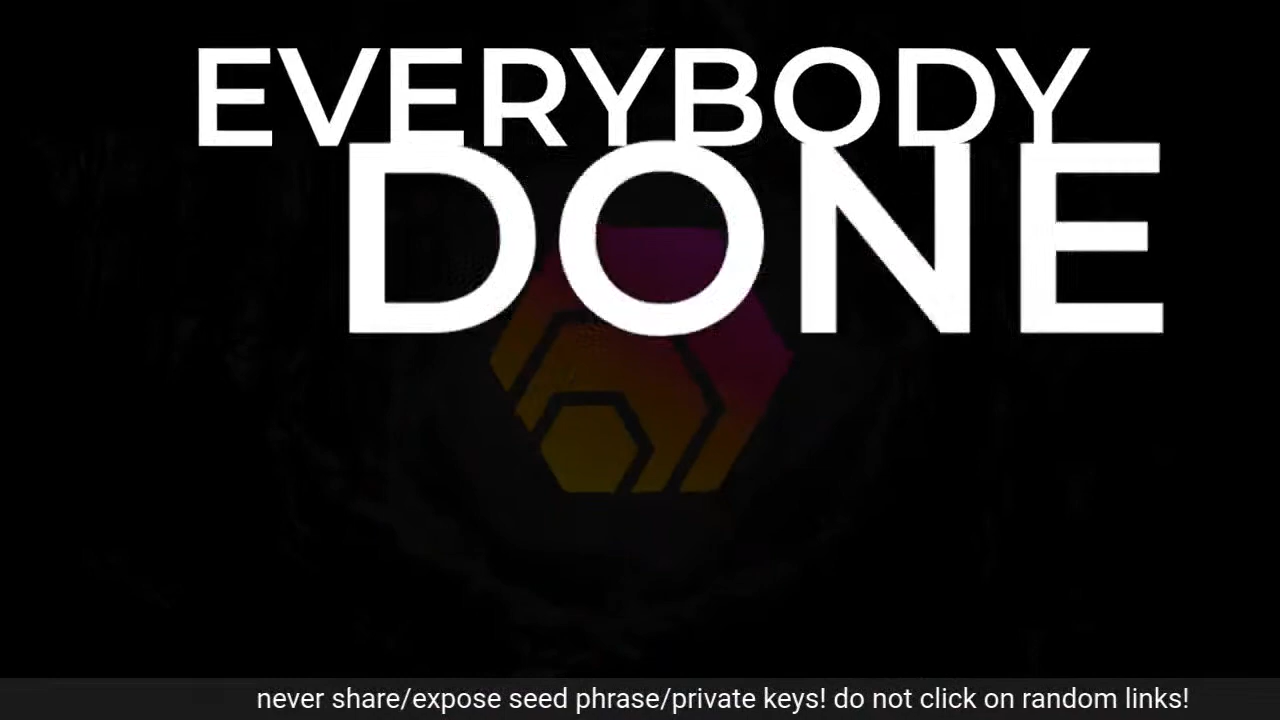 EVERYBODY
DONE
never share/expose seed phrase/private keys! do not click on random links!